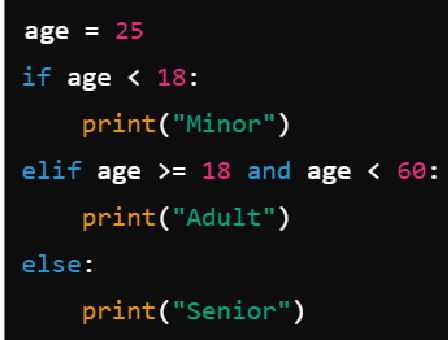 age = 25
if age < 18:
    print("Minor")
elif age >= 18 and age < 60:
    print("Adult")
else:
    print("Senior")